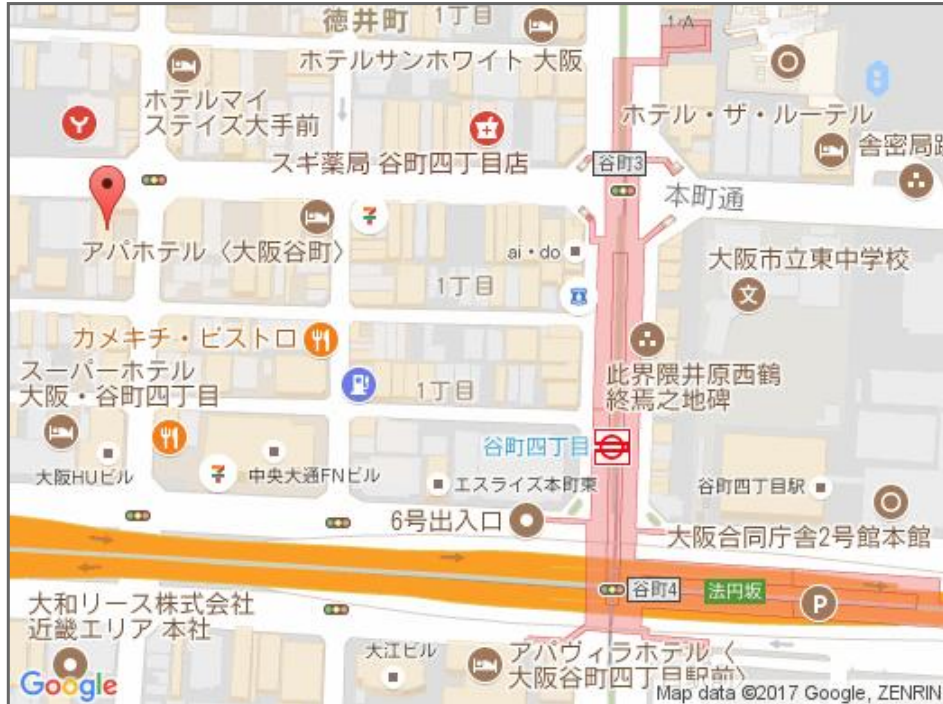 徳井町
1丁目
1-A
ホテルサンホワイト 大阪
ホテルマイ
ステイズ大手前
ホテル・ザ・ルーテル
スギ薬局 谷町四丁目店
谷町3
舎密局跡
本町通
アパホテル〈大阪谷町〉
ai・do
大阪市立東中学校
文
1丁目
カメキチ・ビストロ
スーパーホテル
大阪・谷町四丁目
1丁目
此界隈井原西鶴
終焉之地碑
谷町四丁目
大阪HUビル
中央大通FNビル
エスライズ本町東
谷町四丁目駅
6号出入口
大阪合同庁舎2号館本館
谷町4
法円坂
P
大和リース株式会社
近畿エリア 本社
大江ビル
アパヴィラホテル〈
大阪谷町四丁目駅前〉
Google
Map data ©2017 Google, ZENRIN